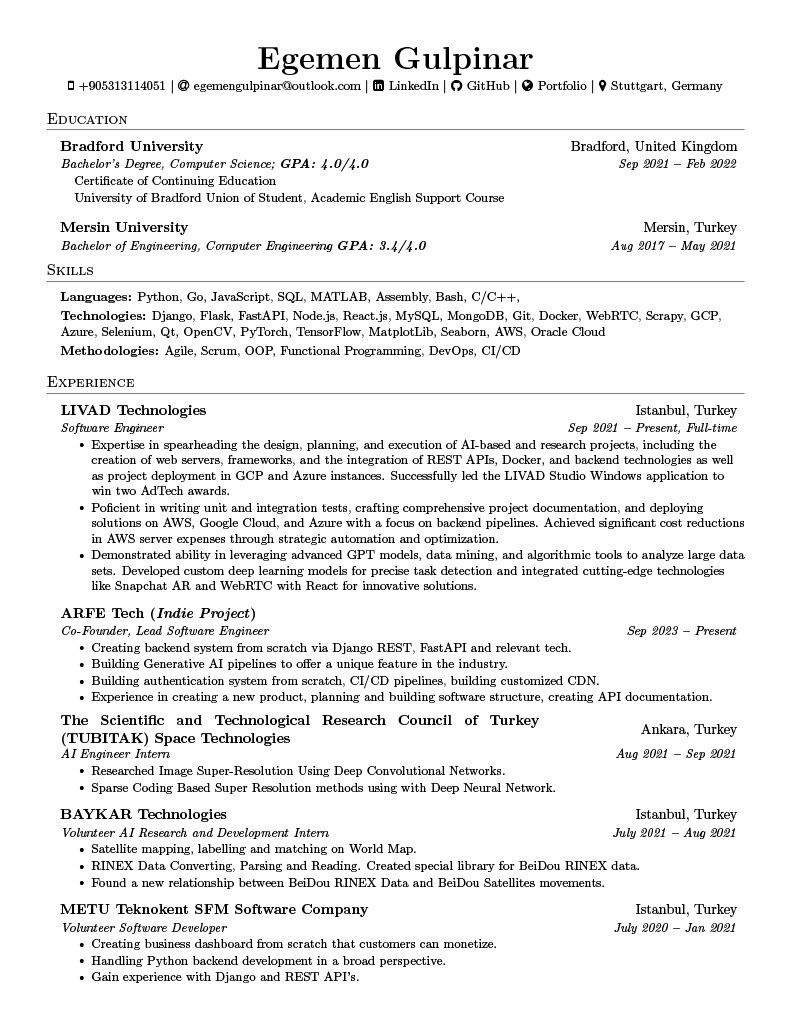 Egemen Gulpinar
+905313114051 | egemengulpinar@outlook.com | LinkedIn | GitHub | Portfolio | Stuttgart, Germany
Education
Bradford University Bradford, United Kingdom
Bachelor's Degree, Computer Science; GPA: 4.0/4.0 Sep 2021 – Feb 2022
Certificate of Continuing Education
University of Bradford Union of Student, Academic English Support Course
Mersin University Mersin, Turkey
Bachelor of Engineering, Computer Engineering GPA: 3.4/4.0 Aug 2017 – May 2021
Skills
Languages: Python, Go, JavaScript, SQL, MATLAB, Assembly, Bash, C/C++,
Technologies: Django, Flask, FastAPI, Node.js, React.js, MySQL, MongoDB, Git, Docker, WebRTC, Scrapy, GCP,
Azure, Selenium, Qt, OpenCV, PyTorch, TensorFlow, MatplotLib, Seaborn, AWS, Oracle Cloud
Methodologies: Agile, Scrum, OOP, Functional Programming, DevOps, CI/CD
Experience
LIVAD Technologies Istanbul, Turkey
Software Engineer Sep 2021 – Present, Full-time
• Expertise in spearheading the design, planning, and execution of AI-based and research projects, including the
creation of web servers, frameworks, and the integration of REST APIs, Docker, and backend technologies as well
as project deployment in GCP and Azure instances. Successfully led the LIVAD Studio Windows application to
win two AdTech awards.
• Poficient in writing unit and integration tests, crafting comprehensive project documentation, and deploying
solutions on AWS, Google Cloud, and Azure with a focus on backend pipelines. Achieved significant cost reductions
in AWS server expenses through strategic automation and optimization.
• Demonstrated ability in leveraging advanced GPT models, data mining, and algorithmic tools to analyze large data
sets. Developed custom deep learning models for precise task detection and integrated cutting-edge technologies
like Snapchat AR and WebRTC with React for innovative solutions.
ARFE Tech (Indie Project)
Co-Founder, Lead Software Engineer Sep 2023 – Present
• Creating backend system from scratch via Django REST, FastAPI and relevant tech.
• Building Generative AI pipelines to offer a unique feature in the industry.
• Building authentication system from scratch, CI/CD pipelines, building customized CDN.
• Experience in creating a new product, planning and building software structure, creating API documentation.
The Scientific and Technological Research Council of Turkey
(TUBITAK) Space Technologies Ankara, Turkey
AI Engineer Intern Aug 2021 – Sep 2021
• Researched Image Super-Resolution Using Deep Convolutional Networks.
• Sparse Coding Based Super Resolution methods using with Deep Neural Network.
BAYKAR Technologies Istanbul, Turkey
Volunteer AI Research and Development Intern July 2021 – Aug 2021
• Satellite mapping, labelling and matching on World Map.
• RINEX Data Converting, Parsing and Reading. Created special library for BeiDou RINEX data.
• Found a new relationship between BeiDou RINEX Data and BeiDou Satellites movements.
METU Teknokent SFM Software Company Istanbul, Turkey
Volunteer Software Developer July 2020 – Jan 2021
• Creating business dashboard from scratch that customers can monetize.
• Handling Python backend development in a broad perspective.
• Gain experience with Django and REST API's.